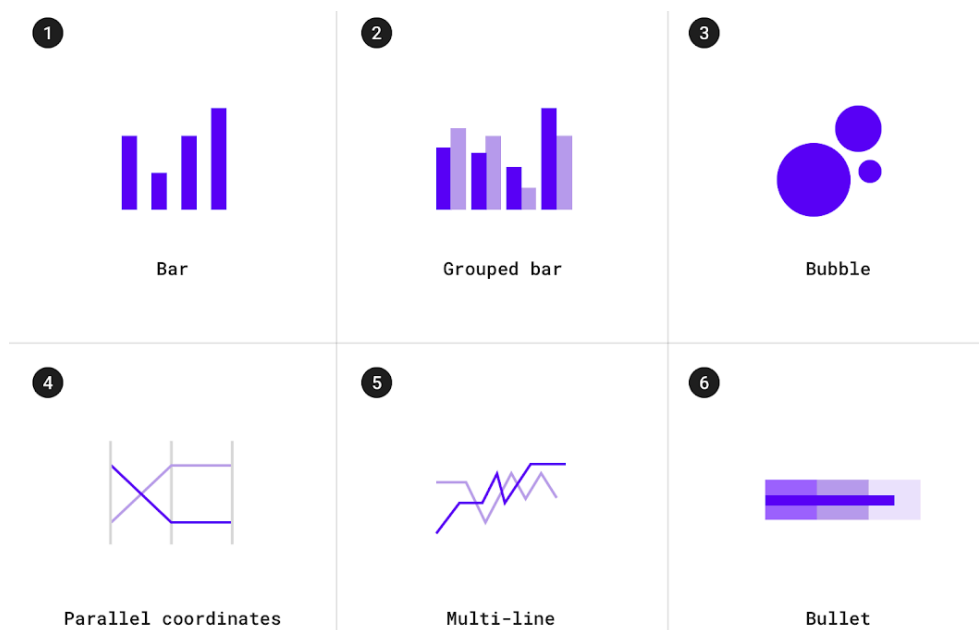 1
2
3
Bar
Grouped bar
Bubble
4
5
6
Parallel coordinates
Multi-line
Bullet